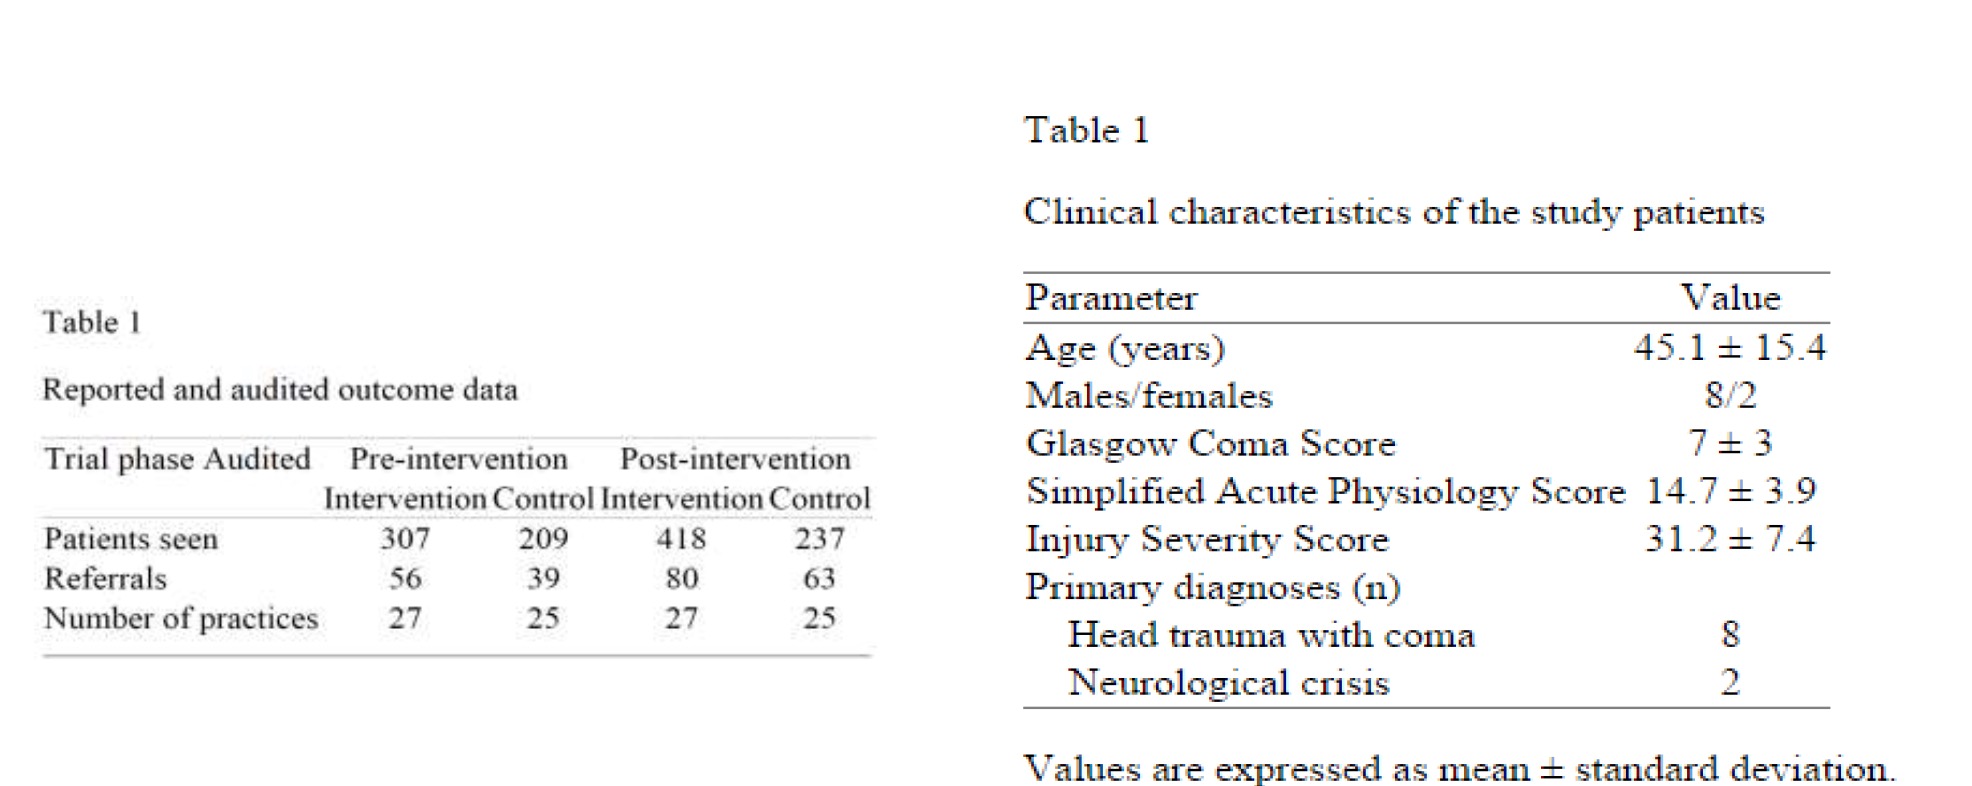 Table 1
Reported and audited outcome data
Trial phase Audited Pre-intervention Post-intervention
Intervention Control Intervention Control
Patients seen 307 209 418 237
Referrals 56 39 80 63
Number of practices 27 25 27 25
Table 1
Clinical characteristics of the study patients
Parameter Value
Age (years) 45.1 ± 15.4
Males/females 8/2
Glasgow Coma Score 7 ± 3
Simplified Acute Physiology Score 14.7 ± 3.9
Injury Severity Score 31.2 ± 7.4
Primary diagnoses (n)
Head trauma with coma 8
Neurological crisis 2
Values are expressed as mean ± standard deviation.